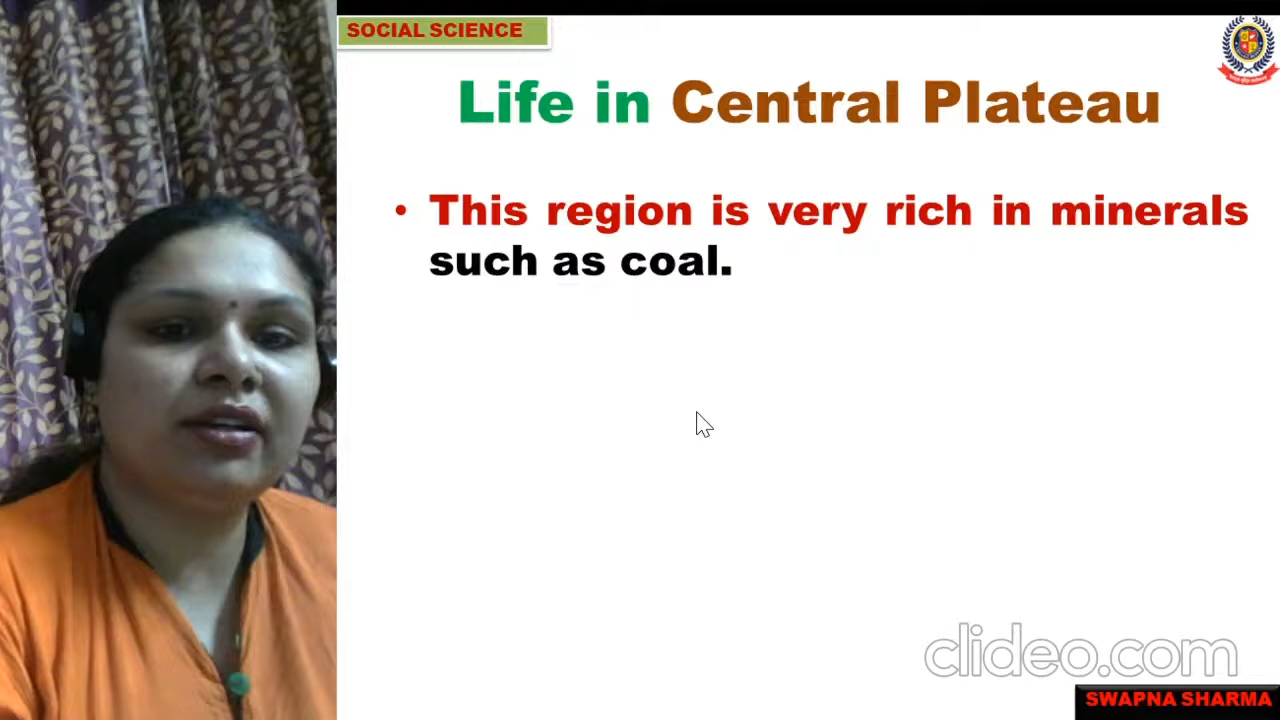 SOCIAL SCIENCE
Life in Central Plateau
• This region is very rich in minerals
such as coal.
clideo.com
SWAPNA SHARMA